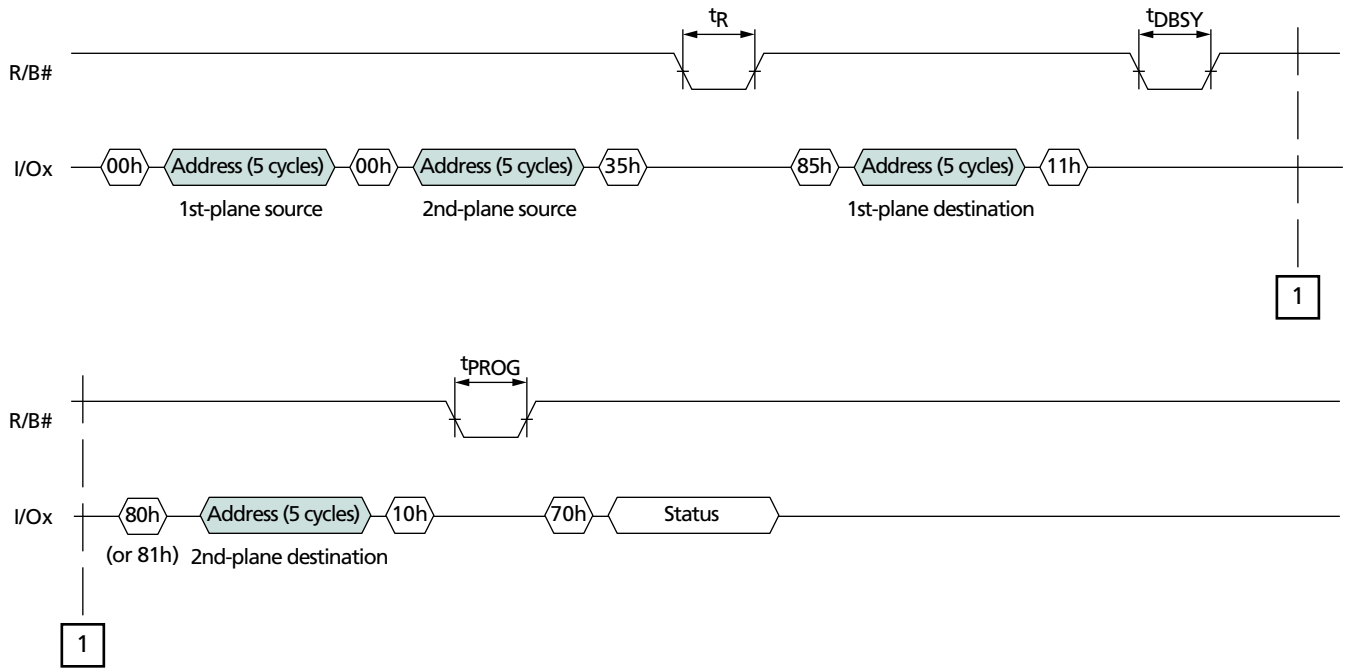 tR tDBSY
R/B#
I/Ox 00h Address (5 cycles) 00h Address (5 cycles) 35h 85h Address (5 cycles) 11h
1st-plane source 2nd-plane source 1st-plane destination
1
tPROG
R/B#
I/Ox 80h Address (5 cycles) 10h 70h Status
(or 81h) 2nd-plane destination
1